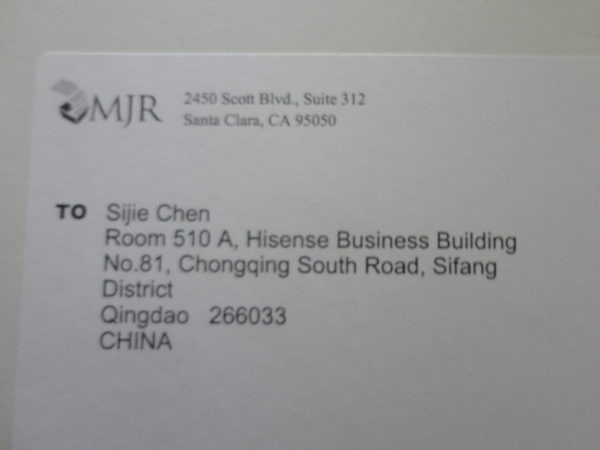 MJR
2450 Scott Blvd., Suite 312
Santa Clara, CA 95050
TO Sijie Chen
Room 510 A, Hisense Business Building
No.81, Chongqing South Road, Sifang
District
Qingdao 266033
CHINA